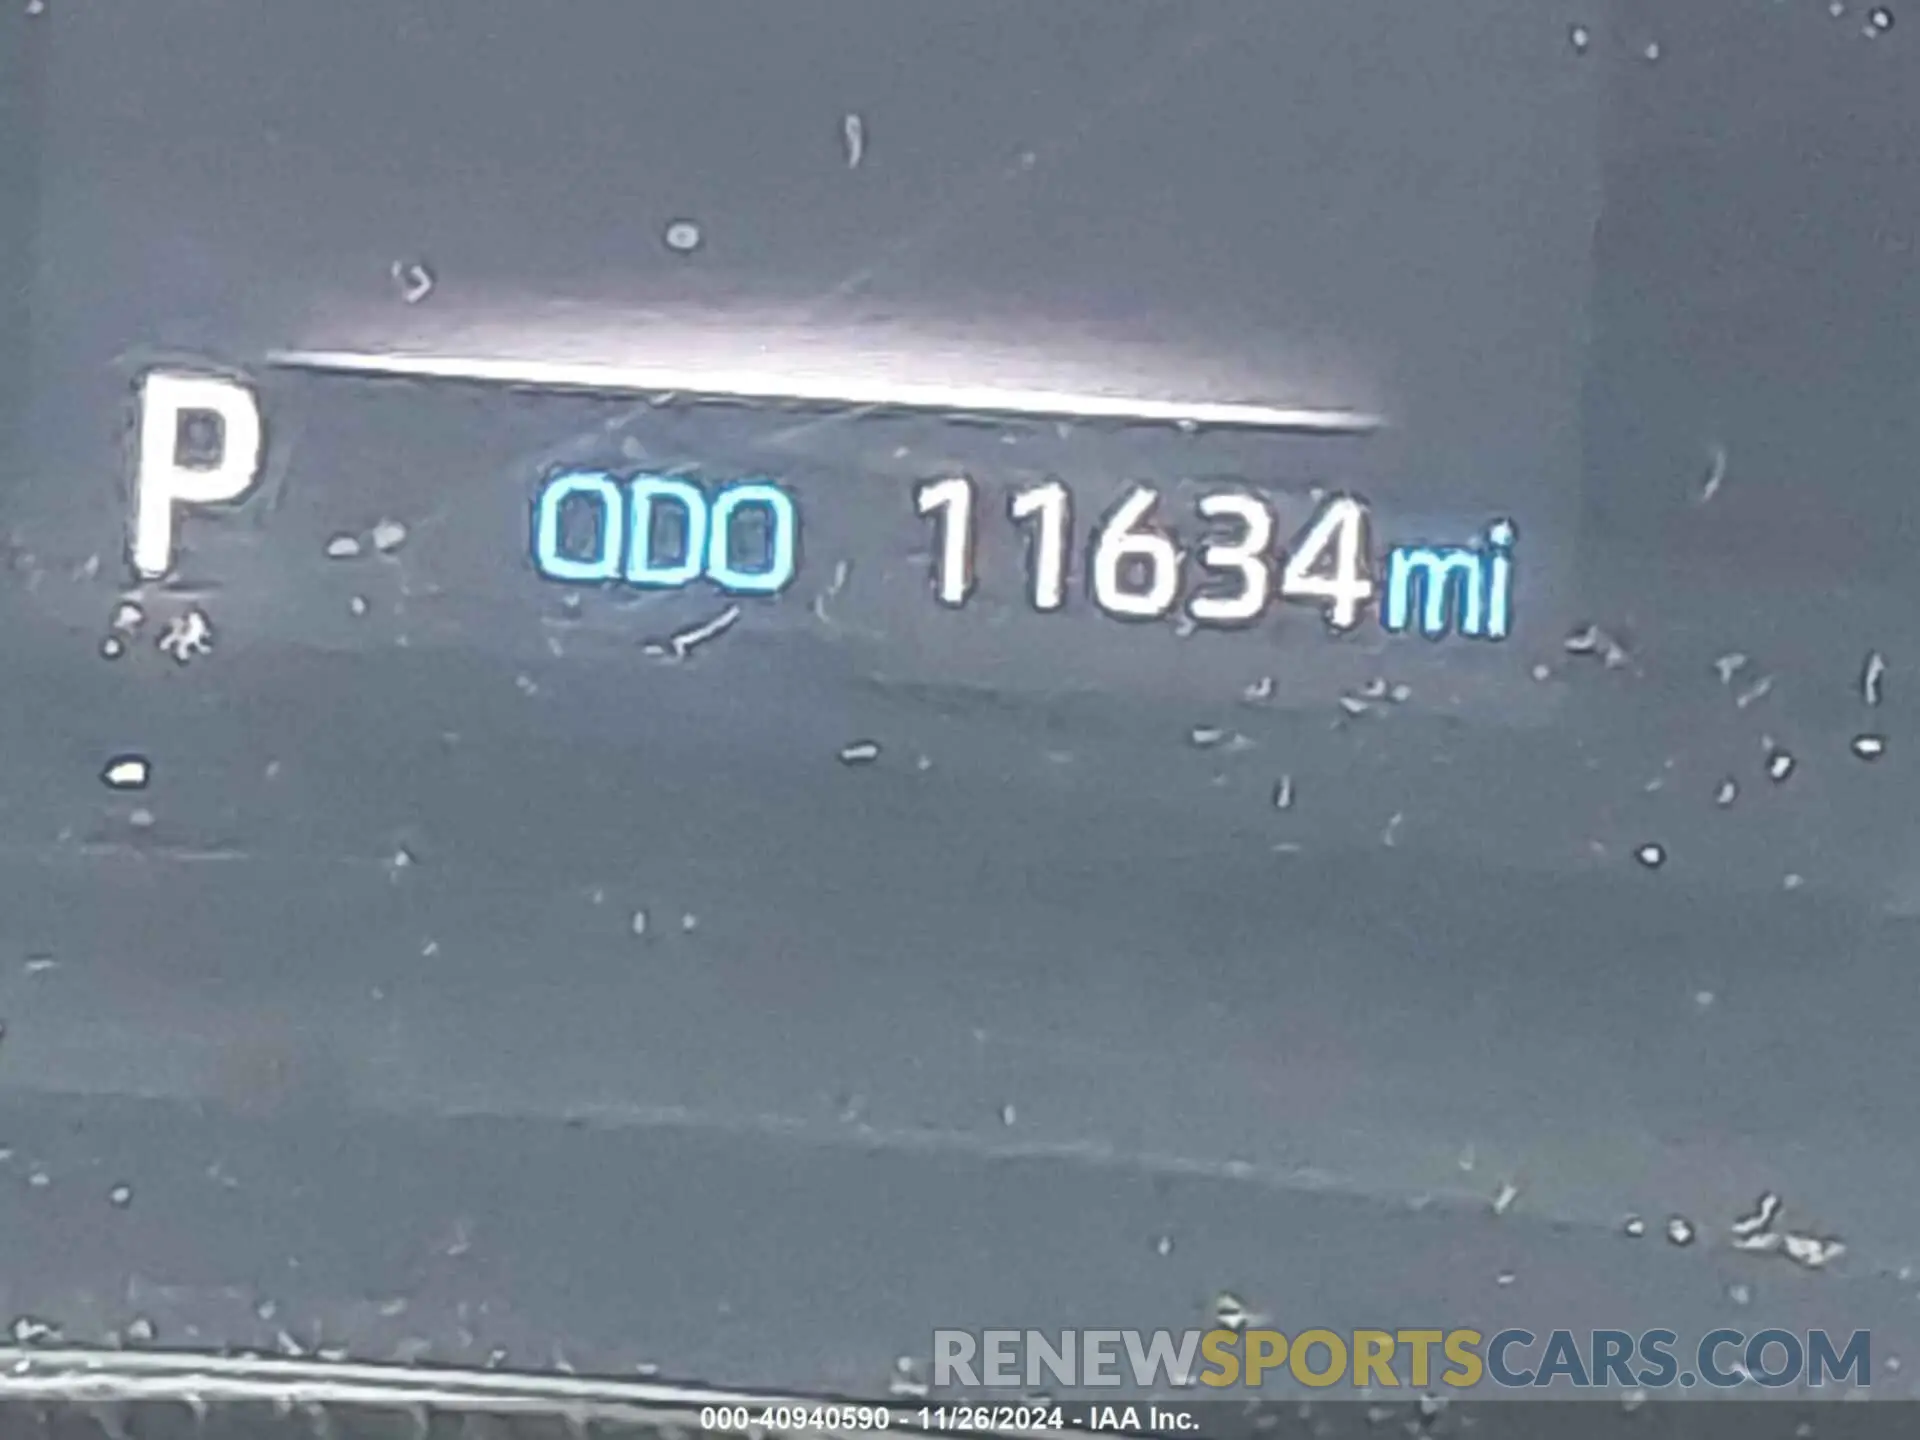 P ODO 11634mi
RENEWSPORTSCARS.COM
000-40940590 - 11/26/2024 - IAA Inc.